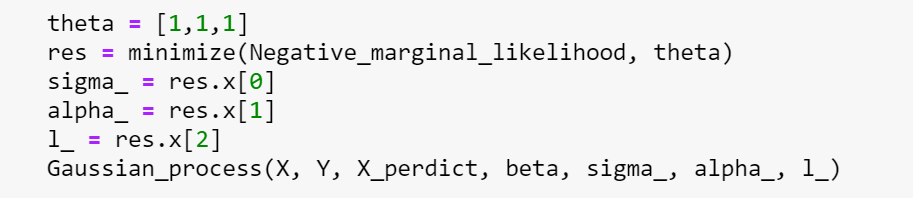 theta = [1,1,1]
res = minimize(Negative_marginal_likelihood, theta)
sigma_ = res.x[0]
alpha_ = res.x[1]
l_ = res.x[2]
Gaussian_process(X, Y, X_perdict, beta, sigma_, alpha_, l_)